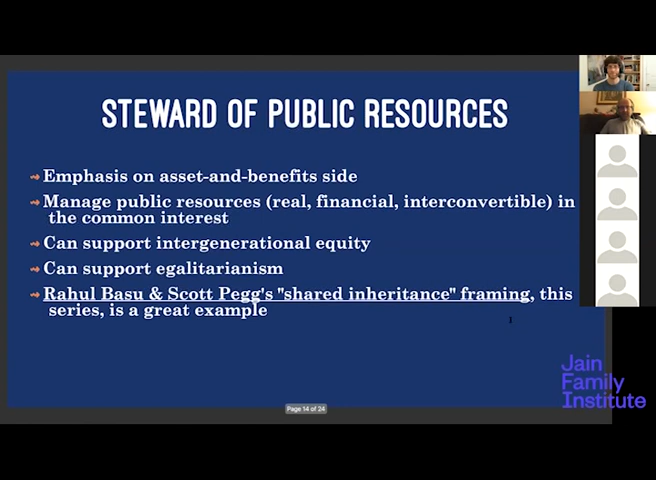 STEWARD OF PUBLIC RESOURCES
Emphasis on asset-and-benefits side
Manage public resources (real, financial, interconvertible) in
the common interest
Can support intergenerational equity
Can support egalitarianism
Rahul Basu & Scott Pegg's "shared inheritance" framing, this
series, is a great example
Jain
Family
Institute
Page 14 of 24